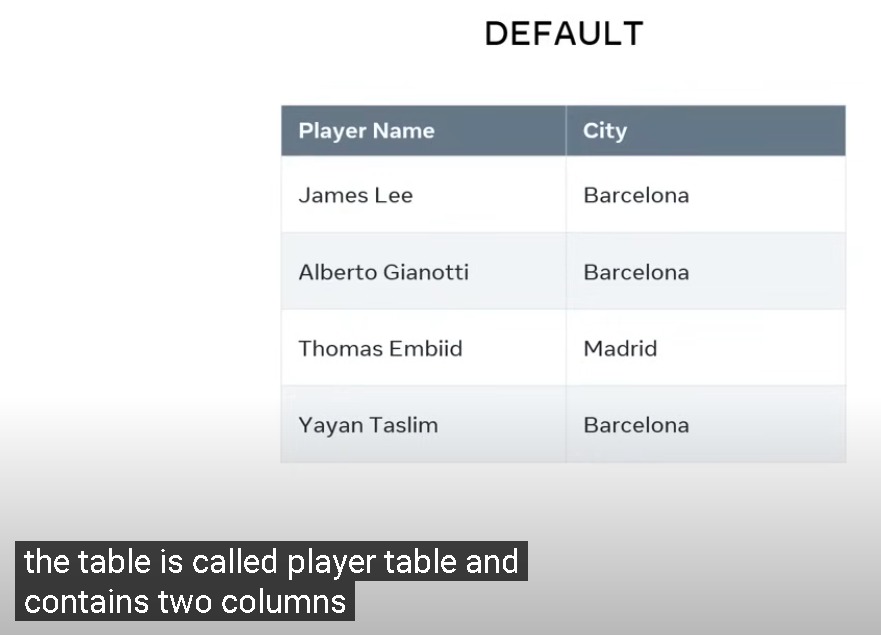 DEFAULT
Player Name City
James Lee Barcelona
Alberto Gianotti Barcelona
Thomas Embiid Madrid
Yayan Taslim Barcelona
the table is called player table and
contains two columns